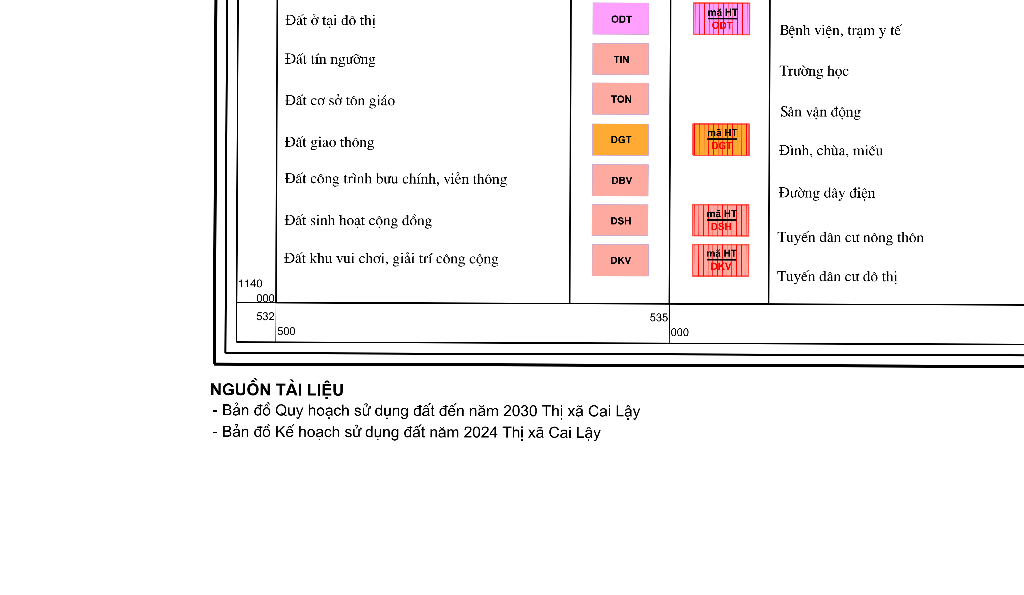 Đất ở tại đô thị ODT mã HT
ODT
Bệnh viện, trạm y tế
Đất tín ngưỡng TIN
Trường học
Đất cơ sở tôn giáo TON
Sân vận động
Đất giao thông DGT mã HT
DGT
Đình, chùa, miếu
Đất công trình bưu chính, viễn thông DBV
Đường dây điện
Đất sinh hoạt cộng đồng DSH mã HT
DSH
Tuyến dân cư nông thôn
Đất khu vui chơi, giải trí công cộng DKV mã HT
DKV
Tuyến dân cư đô thị
1140
000
532 535
500 000
NGUỒN TÀI LIỆU
- Bản đồ Quy hoạch sử dụng đất đến năm 2030 Thị xã Cai Lậy
- Bản đồ Kế hoạch sử dụng đất năm 2024 Thị xã Cai Lậy